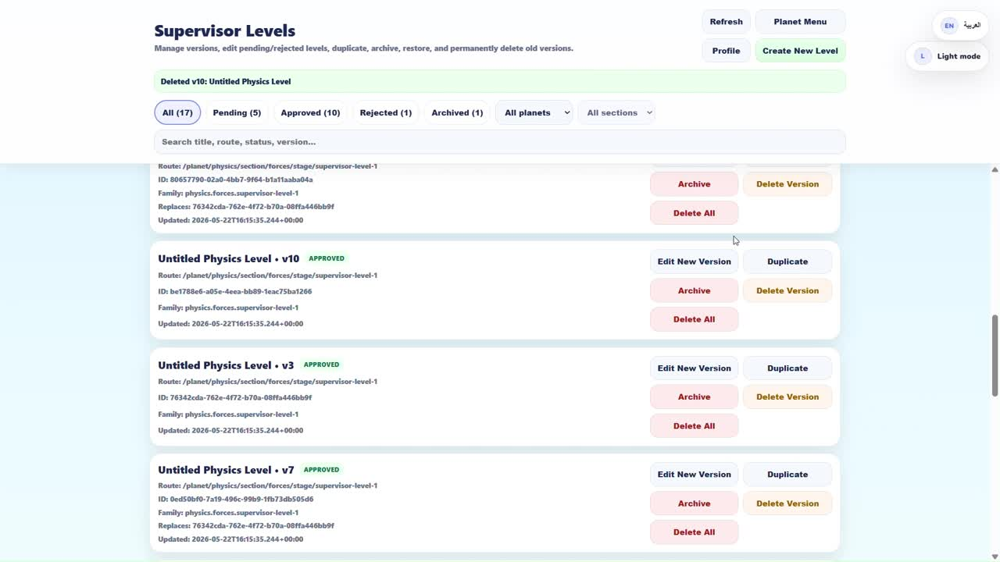 Supervisor Levels
Manage versions, edit pending/rejected levels, duplicate, archive, restore, and permanently delete old versions.
Refresh
Planet Menu
Profile
Create New Level
EN العربية
L Light mode
Deleted v10: Untitled Physics Level
All (17)
Pending (5)
Approved (10)
Rejected (1)
Archived (1)
All planets
All sections
Search title, route, status, version...
Route: /planet/physics/section/forces/stage/supervisor-level-1
ID: 80657790-02a0-4bb7-9f64-b1a11aaba04a
Family: physics.forces.supervisor-level-1
Replaces: 76342cda-762e-4f72-b70a-08ffa446bb9f
Updated: 2026-05-22T16:15:35.244+00:00
Archive
Delete Version
Delete All
Untitled Physics Level • v10 APPROVED
Route: /planet/physics/section/forces/stage/supervisor-level-1
ID: be1788e6-a05e-4eea-bb89-1eac75ba1266
Family: physics.forces.supervisor-level-1
Updated: 2026-05-22T16:15:35.244+00:00
Edit New Version
Duplicate
Archive
Delete Version
Delete All
Untitled Physics Level • v3 APPROVED
Route: /planet/physics/section/forces/stage/supervisor-level-1
ID: 76342cda-762e-4f72-b70a-08ffa446bb9f
Family: physics.forces.supervisor-level-1
Updated: 2026-05-22T16:15:35.244+00:00
Edit New Version
Duplicate
Archive
Delete Version
Delete All
Untitled Physics Level • v7 APPROVED
Route: /planet/physics/section/forces/stage/supervisor-level-1
ID: 0ed50bf0-7a19-496c-99b9-1fb73db505d6
Family: physics.forces.supervisor-level-1
Replaces: 76342cda-762e-4f72-b70a-08ffa446bb9f
Updated: 2026-05-22T16:15:35.244+00:00
Edit New Version
Duplicate
Archive
Delete Version
Delete All